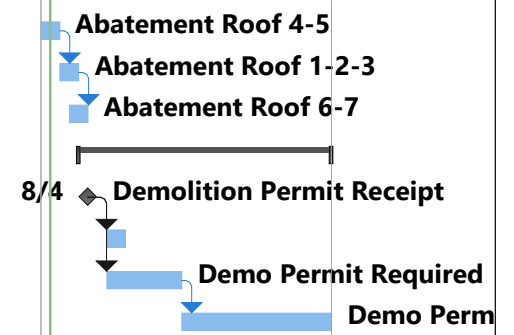 Abatement Roof 4-5
Abatement Roof 1-2-3
Abatement Roof 6-7
8/4 Demolition Permit Receipt
Demo Permit Required
Demo Perm